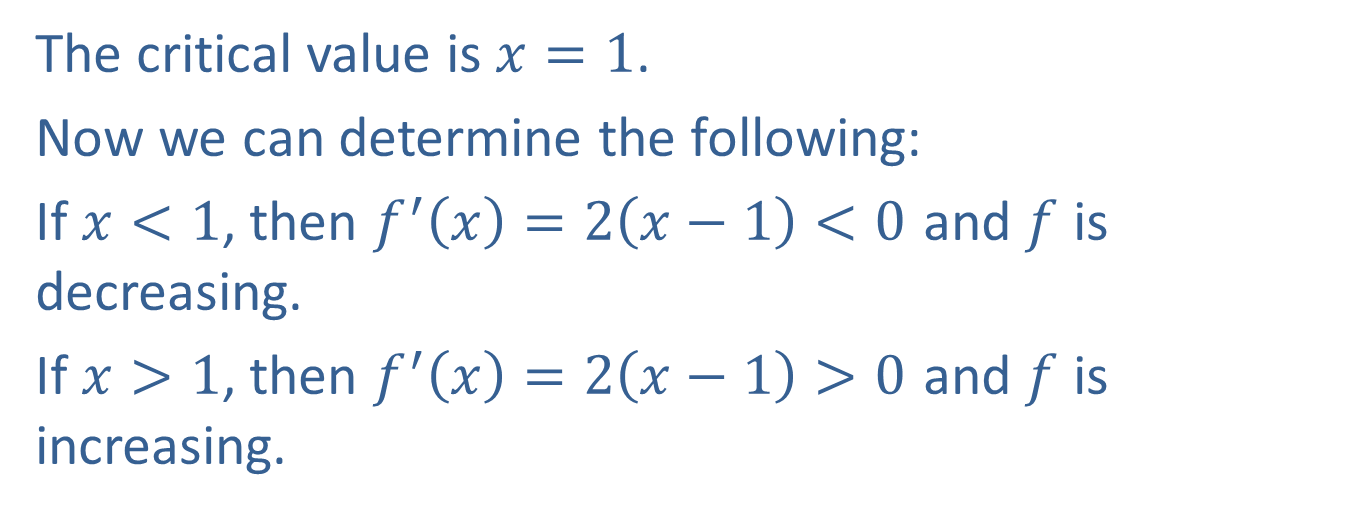 The critical value is 𝑥 = 1.
Now we can determine the following:
If 𝑥 < 1, then 𝑓′(𝑥) = 2(𝑥 − 1) < 0 and 𝑓 is
decreasing.
If 𝑥 > 1, then 𝑓′(𝑥) = 2(𝑥 − 1) > 0 and 𝑓 is
increasing.